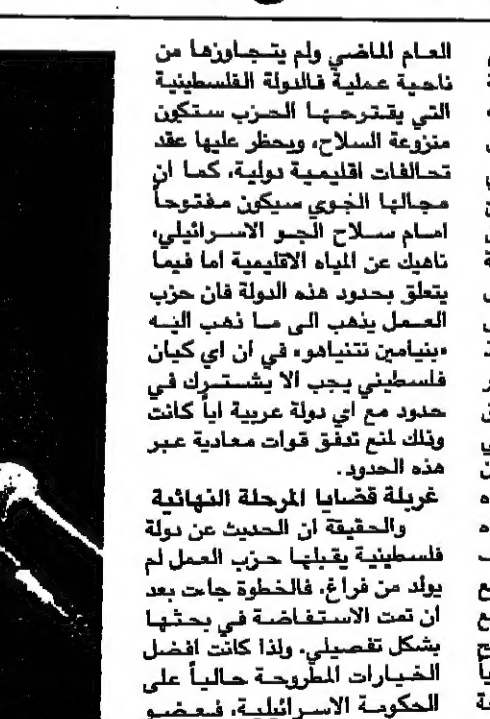 العام الماضي ولم يتجاوزها من
ناحية عملية فالدولة الفلسطينية
التي يقترحها الحزب ستكون
منزوعة السلاح، ويحظر عليها عقد
تحالفات اقليمية دولية، كما ان
مجالها الجوي سيكون مفتوحاً
امام سلاح الجو الاسرائيلي،
ناهيك عن المياه الاقليمية اما فيما
يتعلق بحدود هذه الدولة فان حزب
العمل يذهب الى ما ذهب اليه
«بنيامين نتنياهو» في ان اي كيان
فلسطيني يجب الا يشترك في
حدود مع اي دولة عربية اياً كانت
وذلك لمنع تدفق قوات معادية عبر
هذه الحدود.
غربلة قضايا المرحلة النهائية
والحقيقة ان الحديث عن دولة
فلسطينية يقبلها حزب العمل لم
يولد من فراغ، فالخطوة جاءت بعد
ان تمت الاستفاضة في بحثها
بشكل تفصيلي، ولذا كانت افضل
الخيارات المطروحة حالياً على
الحكومة الاسرائيلية، فبعضو